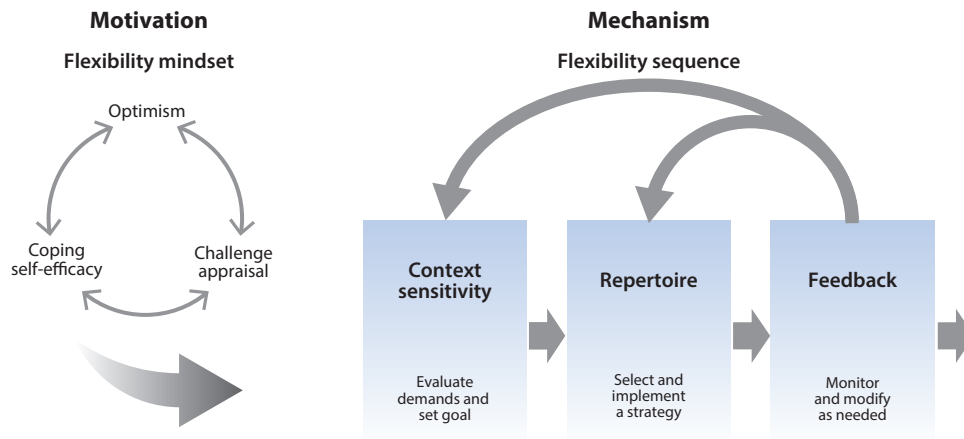 Motivation
Flexibility mindset
Optimism
Coping
self-efficacy
Challenge
appraisal
Mechanism
Flexibility sequence
Context
sensitivity
Evaluate
demands and
set goal
Repertoire
Select and
implement
a strategy
Feedback
Monitor
and modify
as needed